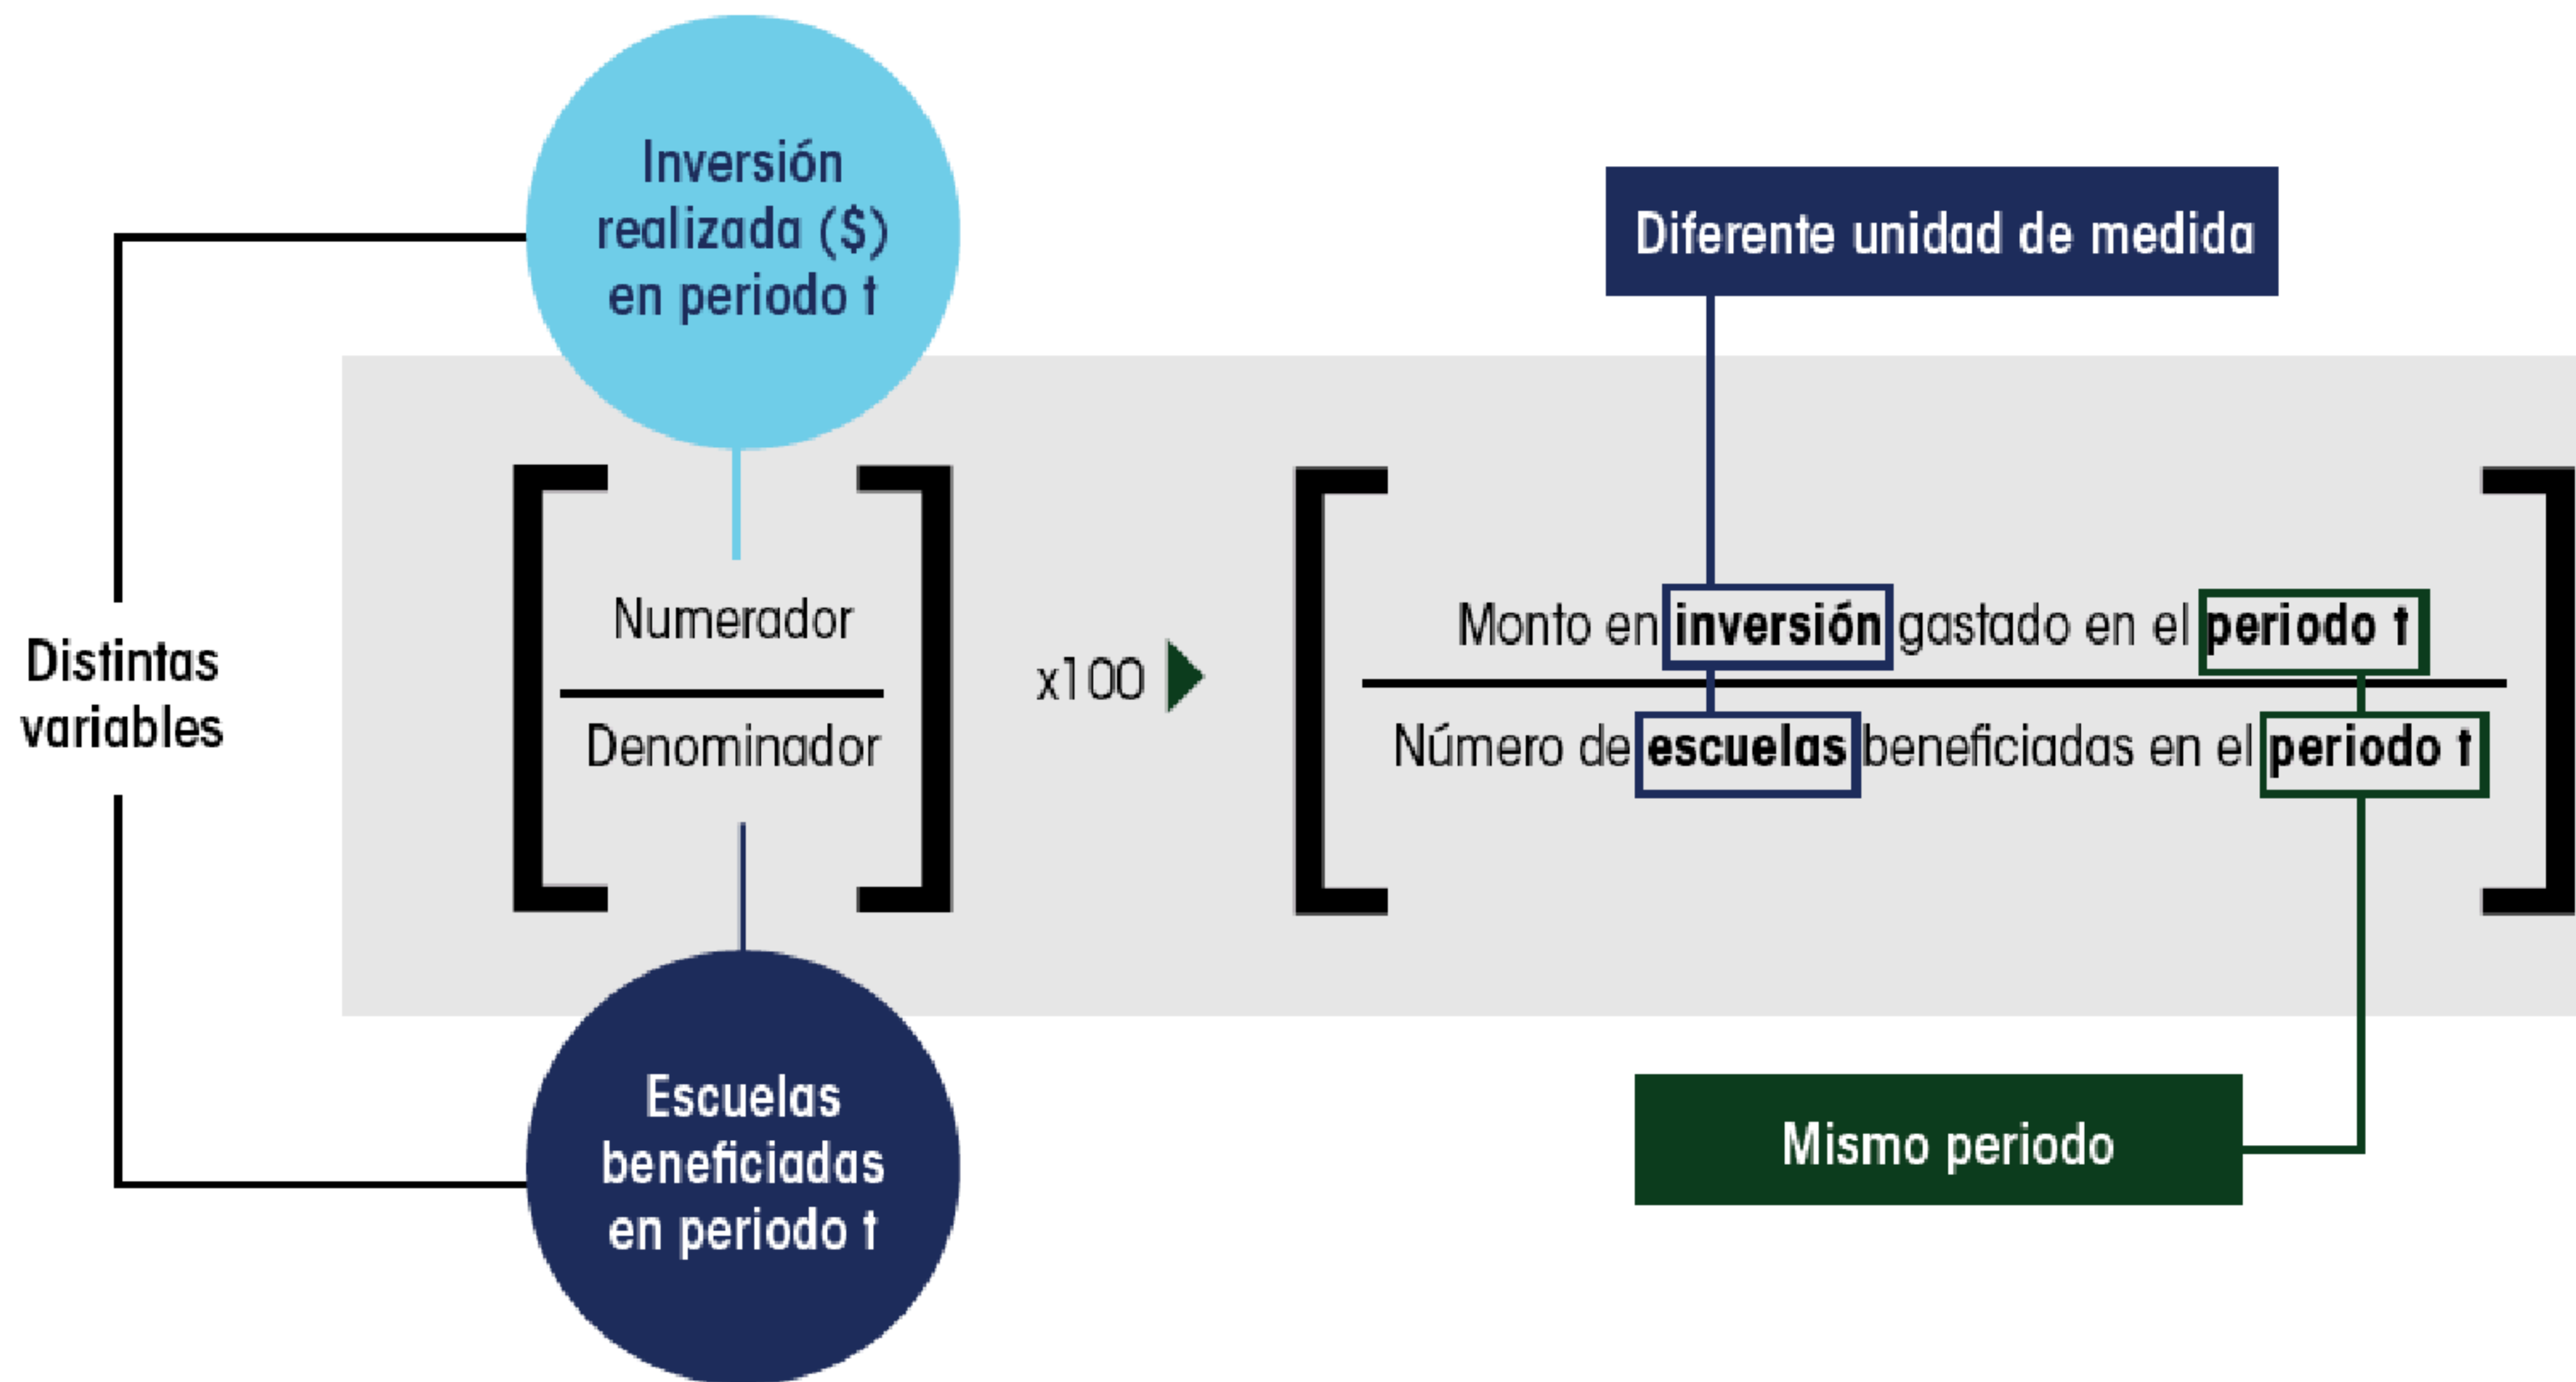 Inversión
realizada ($)
en periodo t
Diferente unidad de medida
Distintas
variables
Numerador
Denominador
x100
Monto en inversión gastado en el periodo t
Número de escuelas beneficiadas en el periodo t
Escuelas
beneficiadas
en periodo t
Mismo periodo